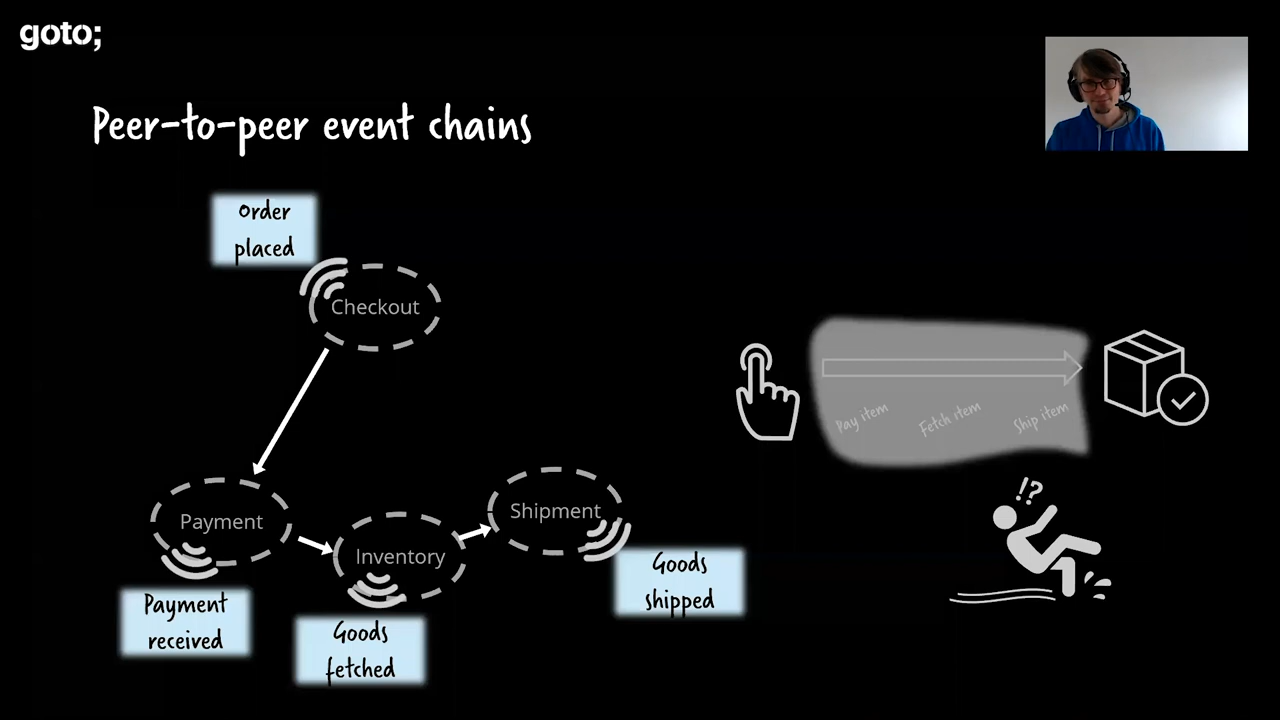 goto;
Peer-to-peer event chains
Order
placed
Checkout
Pay item
Fetch item
Ship item
!?
Payment
Inventory
Shipment
Payment
received
Goods
fetched
Goods
shipped